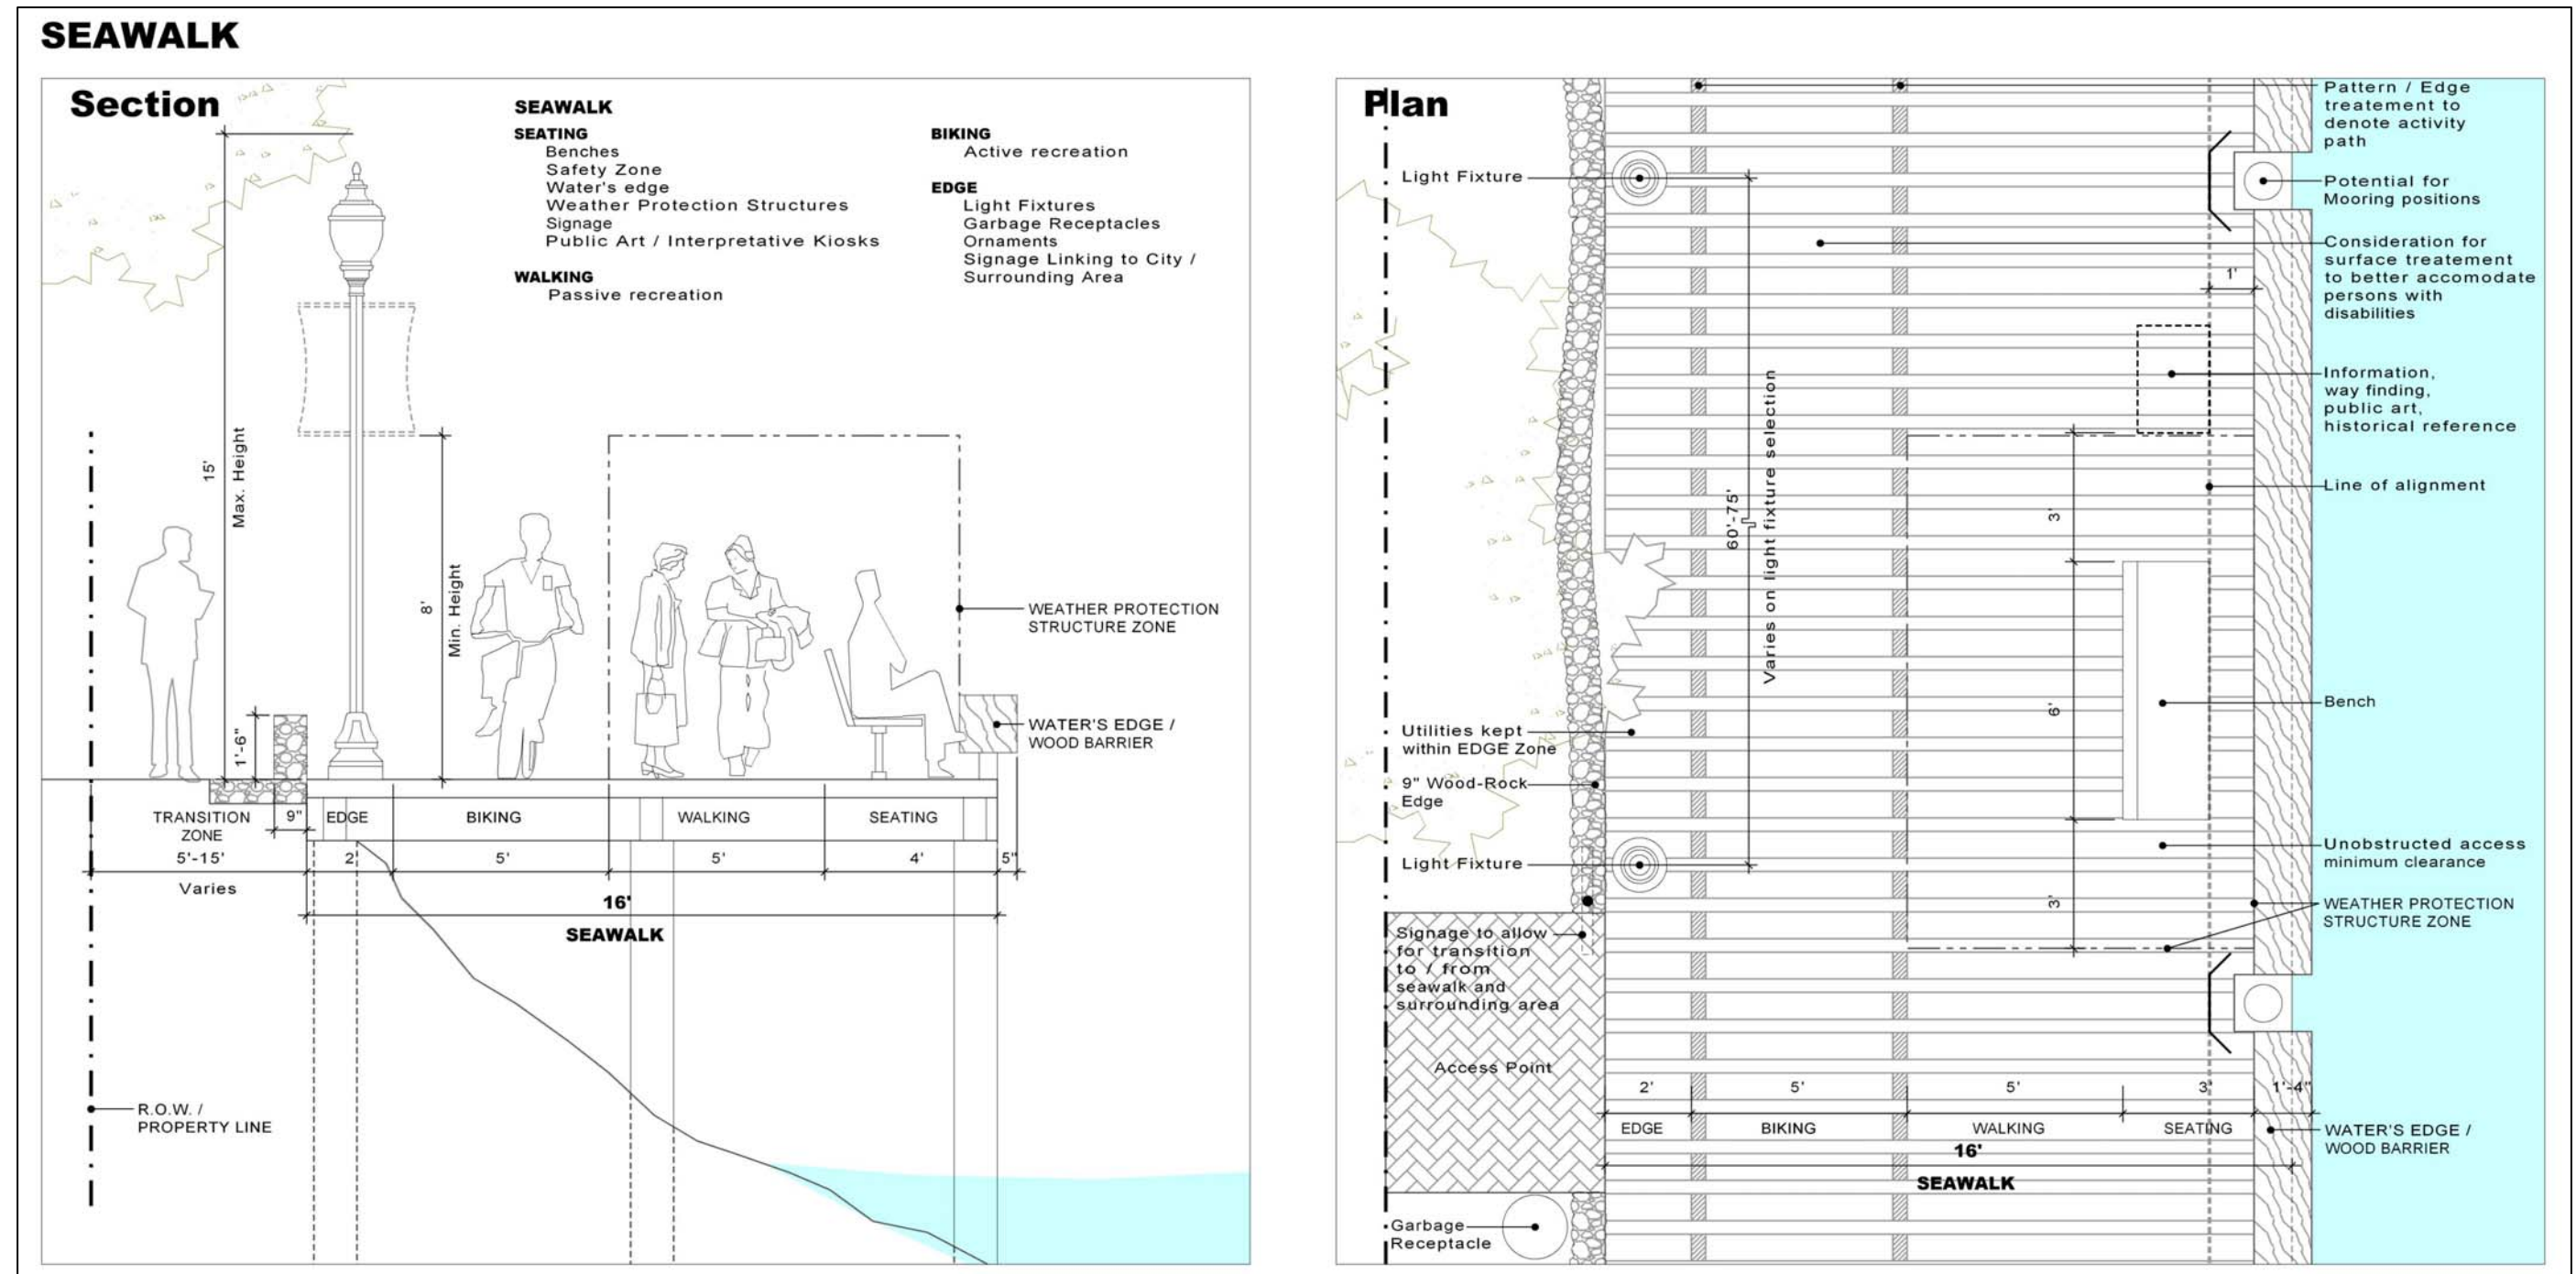 SEAWALK
Section
SEAWALK
SEATING
Benches
Safety Zone
Water's edge
Weather Protection Structures
Signage
Public Art / Interpretative Kiosks
WALKING
Passive recreation
BIKING
Active recreation
EDGE
Light Fixtures
Garbage Receptacles
Ornaments
Signage Linking to City /
Surrounding Area
15'
Max. Height
8'
Min. Height
1'-6"
WEATHER PROTECTION
STRUCTURE ZONE
WATER'S EDGE /
WOOD BARRIER
TRANSITION
ZONE
9"
EDGE
BIKING
WALKING
SEATING
5'-15'
2'
5'
5'
4'
5"
Varies
16'
SEAWALK
R.O.W. /
PROPERTY LINE
Plan
Light Fixture
60'-75'
Varies on light fixture selection
Utilities kept
within EDGE Zone
9" Wood-Rock
Edge
Light Fixture
Signage to allow
for transition
to / from
seawalk and
surrounding area
Access Point
Garbage
Receptacle
1'
3'
6'
3'
2'
5'
5'
3'
1'-4"
EDGE
BIKING
WALKING
SEATING
16'
SEAWALK
Pattern / Edge
treatement to
denote activity
path
Potential for
Mooring positions
Consideration for
surface treatement
to better accomodate
persons with
disabilities
Information,
way finding,
public art,
historical reference
Line of alignment
Bench
Unobstructed access
minimum clearance
WEATHER PROTECTION
STRUCTURE ZONE
WATER'S EDGE /
WOOD BARRIER